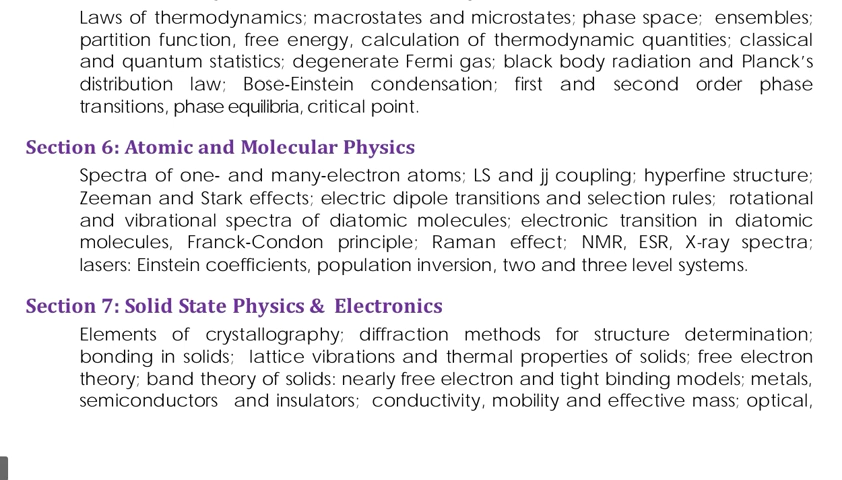 Laws of thermodynamics; macrostates and microstates; phase space; ensembles;
partition function, free energy, calculation of thermodynamic quantities; classical
and quantum statistics; degenerate Fermi gas; black body radiation and Planck's
distribution law; Bose-Einstein condensation; first and second order phase
transitions, phase equilibria, critical point.
Section 6: Atomic and Molecular Physics
Spectra of one- and many-electron atoms; LS and jj coupling; hyperfine structure;
Zeeman and Stark effects; electric dipole transitions and selection rules; rotational
and vibrational spectra of diatomic molecules; electronic transition in diatomic
molecules, Franck-Condon principle; Raman effect; NMR, ESR, X-ray spectra;
lasers: Einstein coefficients, population inversion, two and three level systems.
Section 7: Solid State Physics & Electronics
Elements of crystallography; diffraction methods for structure determination;
bonding in solids; lattice vibrations and thermal properties of solids; free electron
theory; band theory of solids: nearly free electron and tight binding models; metals,
semiconductors and insulators; conductivity, mobility and effective mass; optical,